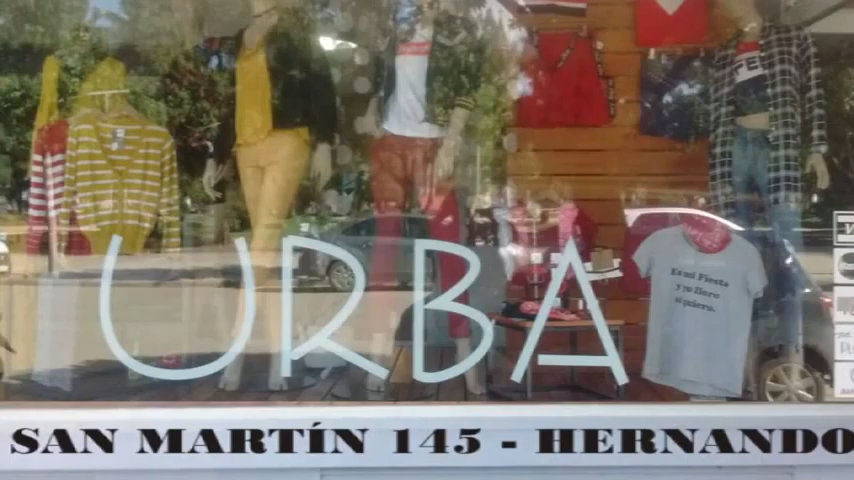 Es mi Fiesta
y yo lloro
si quiero.
URBA
SAN MARTÍN 145 - HERNANDO